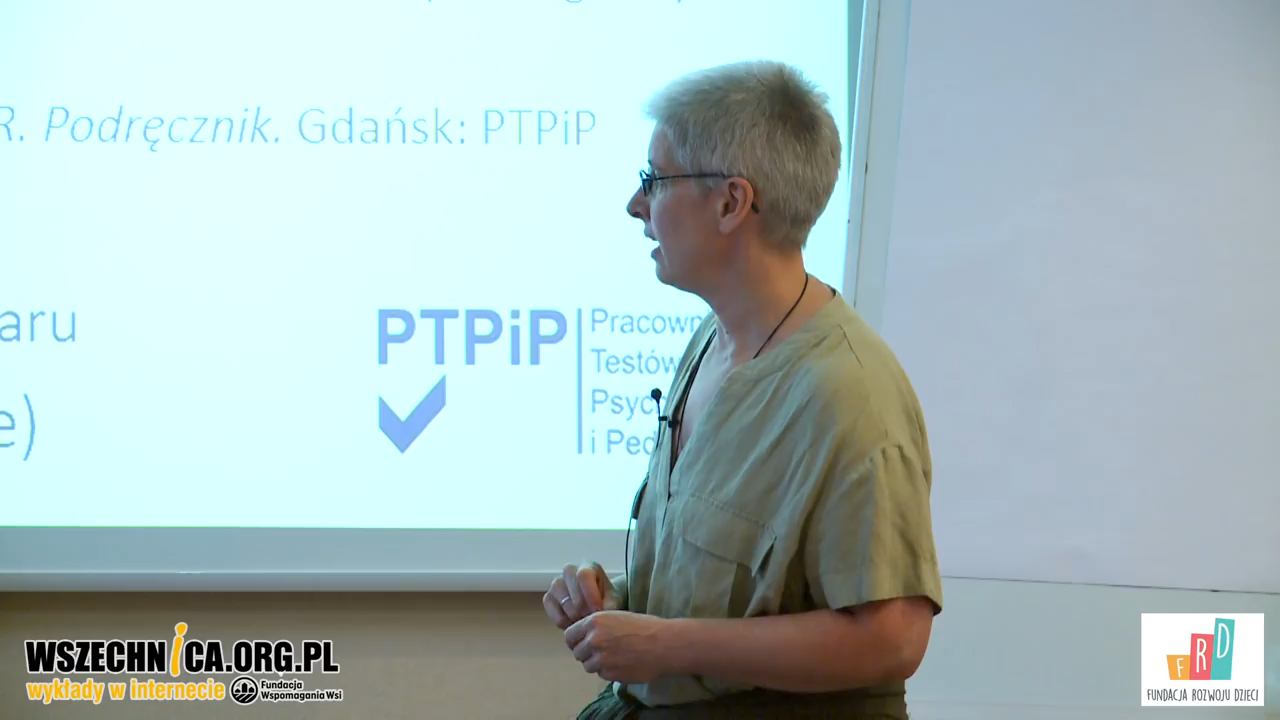 R. Podręcznik. Gdańsk: PTPiP
aru
e)
PTPiP
Pracown
Testów
Psyc
i Ped
WSZECHNICA.ORG.PL
wykłady w internecie
Fundacja
Wspomagania Wsi
FRD
FUNDACJA ROZWOJU DZIECI